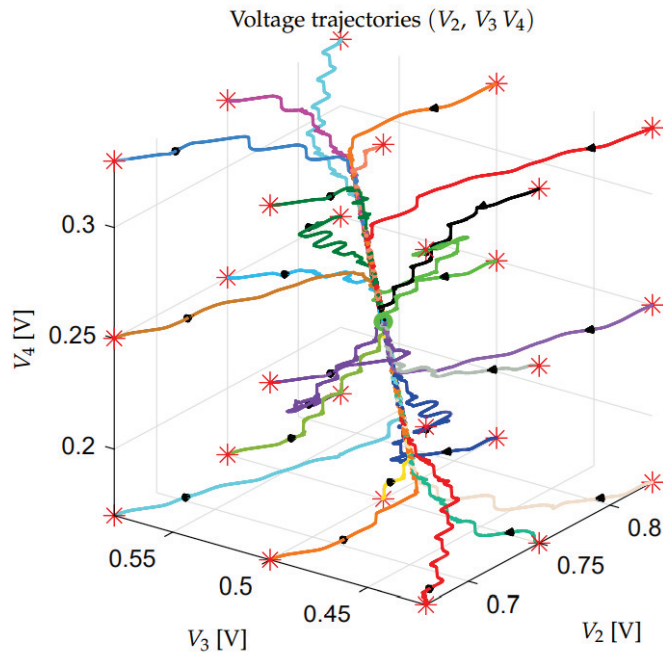 Voltage trajectories (V₂, V₃ V₄)
0.3
0.25
0.2
V₄ [V]
0.55
0.5
0.45
V₃ [V]
0.7
0.75
0.8
V₂ [V]